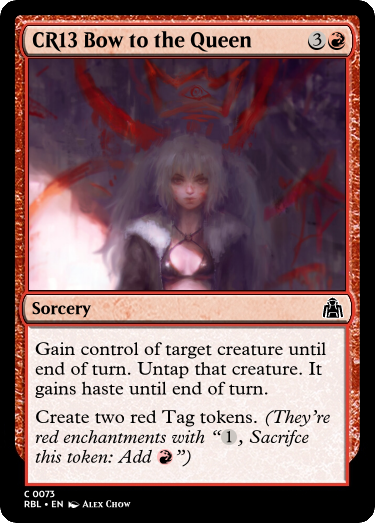 CR13 Bow to the Queen 3
Sorcery
Gain control of target creature until
end of turn. Untap that creature. It
gains haste until end of turn.
Create two red Tag tokens. (They're
red enchantments with “1, Sacrifce
this token: Add ”)
C 0073
RBL • EN Alex Chow